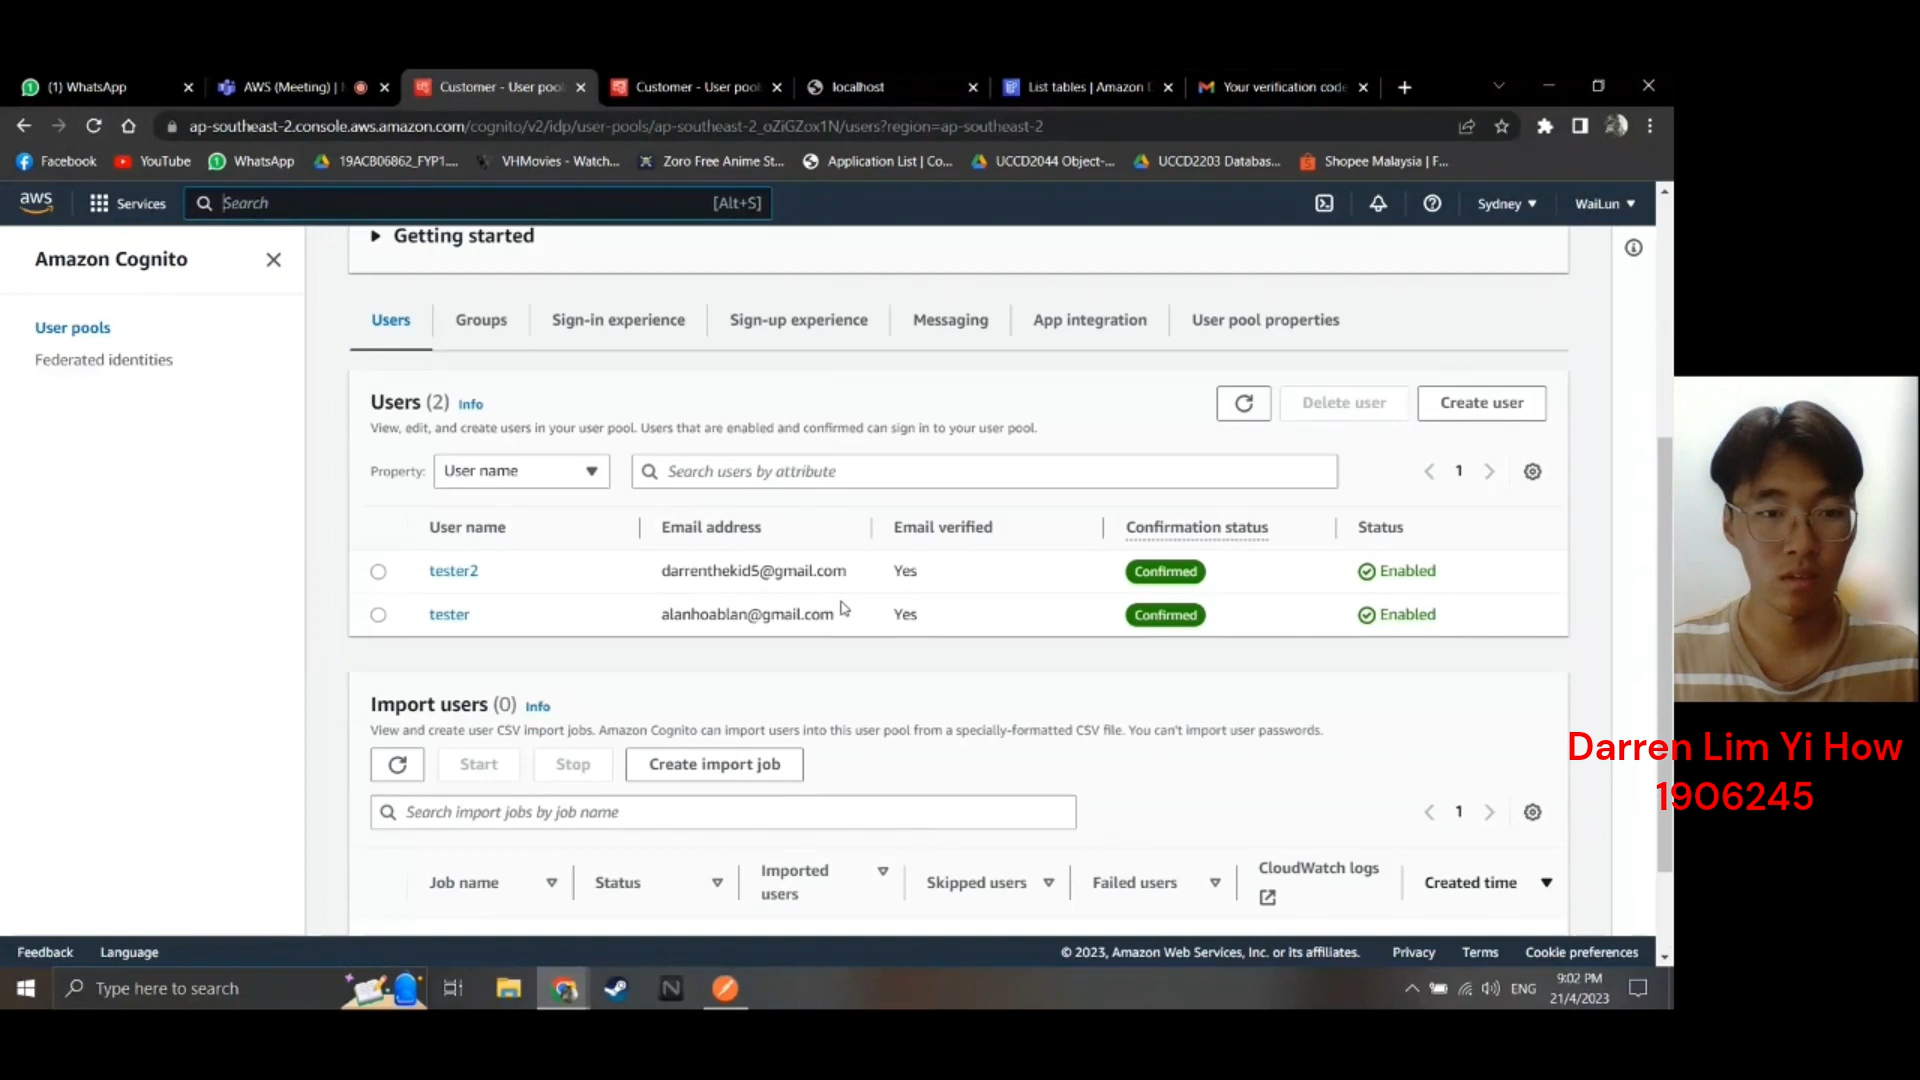 (1) WhatsApp
AWS (Meeting) |
Customer - User pool
Customer - User pool
localhost
List tables | Amazon D
Your verification code
ap-southeast-2.console.aws.amazon.com/cognito/v2/idp/user-pools/ap-southeast-2_oZiGZox1N/users?region=ap-southeast-2
Facebook
YouTube
WhatsApp
19ACB06862_FYP1....
VHMovies - Watch...
Zoro Free Anime St...
Application List | Co...
UCCD2044 Object-...
UCCD2203 Databas...
Shopee Malaysia | F...
aws
Services
Search
[Alt+S]
Sydney
WaiLun
Amazon Cognito
User pools
Federated identities
Getting started
Users
Groups
Sign-in experience
Sign-up experience
Messaging
App integration
User pool properties
Users (2) Info
Delete user
Create user
View, edit, and create users in your user pool. Users that are enabled and confirmed can sign in to your user pool.
Property:
User name
Search users by attribute
1
User name Email address Email verified Confirmation status Status
tester2 darrenthekid5@gmail.com Yes Confirmed Enabled
tester alanhoablan@gmail.com Yes Confirmed Enabled
Import users (0) Info
View and create user CSV import jobs. Amazon Cognito can import users into this user pool from a specially-formatted CSV file. You can't import user passwords.
Start
Stop
Create import job
Search import jobs by job name
1
Job name
Status
Imported
users
Skipped users
Failed users
CloudWatch logs
Created time
Darren Lim Yi How
1906245
Feedback
Language
© 2023, Amazon Web Services, Inc. or its affiliates.
Privacy
Terms
Cookie preferences
Type here to search
ENG
9:02 PM
21/4/2023